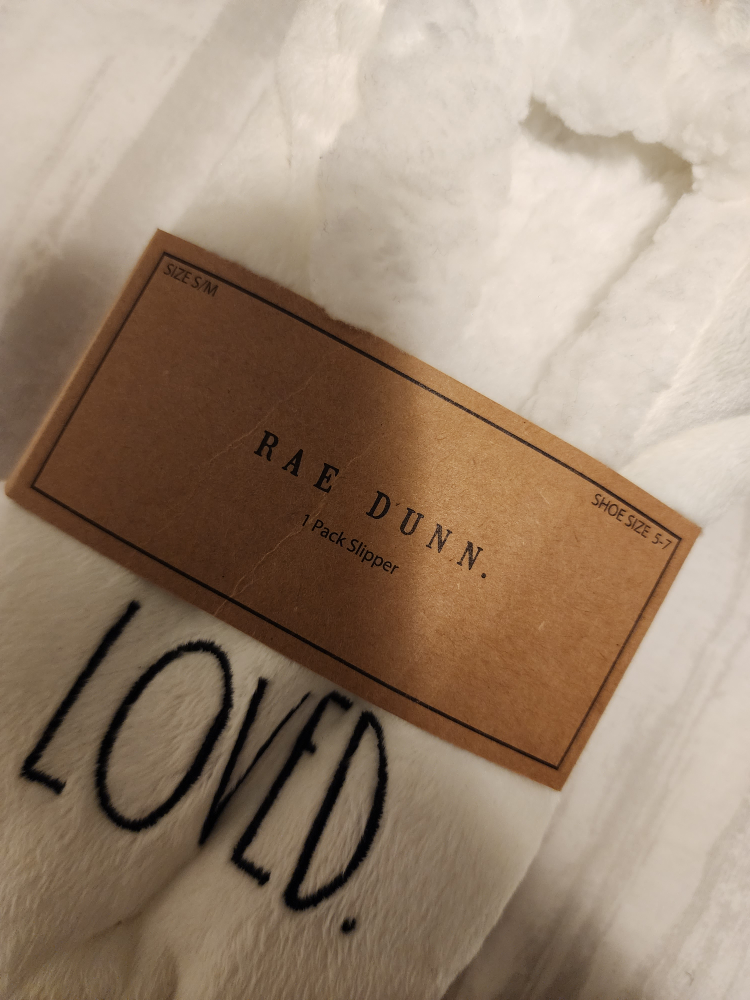 SIZE S/M
RAE DUNN.
1 Pack Slipper
SHOE SIZE 5-7
LOVED.